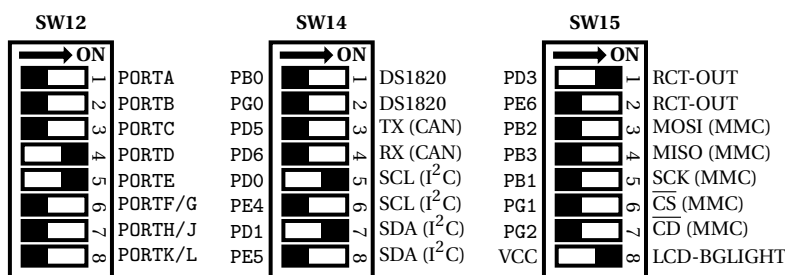 SW12 SW14 SW15
ON ON ON
1 PORTA PB0 1 DS1820 PD3 1 RCT-OUT
2 PORTB PG0 2 DS1820 PE6 2 RCT-OUT
3 PORTC PD5 3 TX (CAN) PB2 3 MOSI (MMC)
4 PORTD PD6 4 RX (CAN) PB3 4 MISO (MMC)
5 PORTE PD0 5 SCL (I²C) PB1 5 SCK (MMC)
6 PORTF/G PE4 6 SCL (I²C) PG1 6 C̅S̅ (MMC)
7 PORTH/J PD1 7 SDA (I²C) PG2 7 C̅D̅ (MMC)
8 PORTK/L PE5 8 SDA (I²C) VCC 8 LCD-BGLIGHT